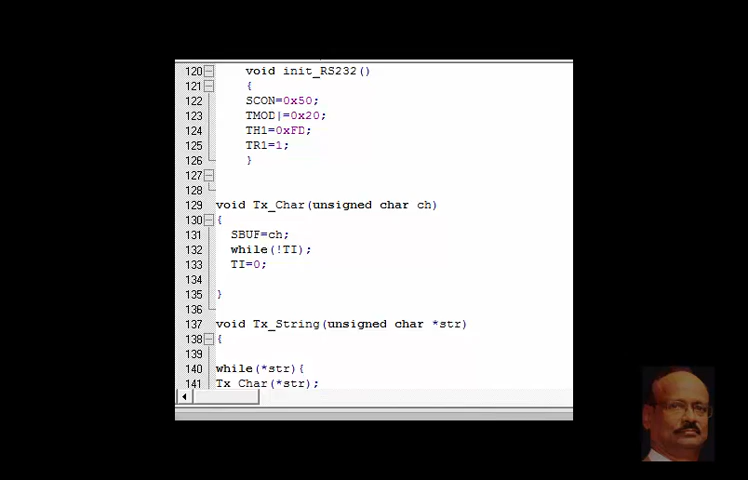 120 void init_RS232()
121 {
122 SCON=0x50;
123 TMOD|=0x20;
124 TH1=0xFD;
125 TR1=1;
126 }
127
128
129 void Tx_Char(unsigned char ch)
130 {
131 SBUF=ch;
132 while(!TI);
133 TI=0;
134
135 }
136
137 void Tx_String(unsigned char *str)
138 {
139
140 while(*str){
141 Tx_Char(*str);